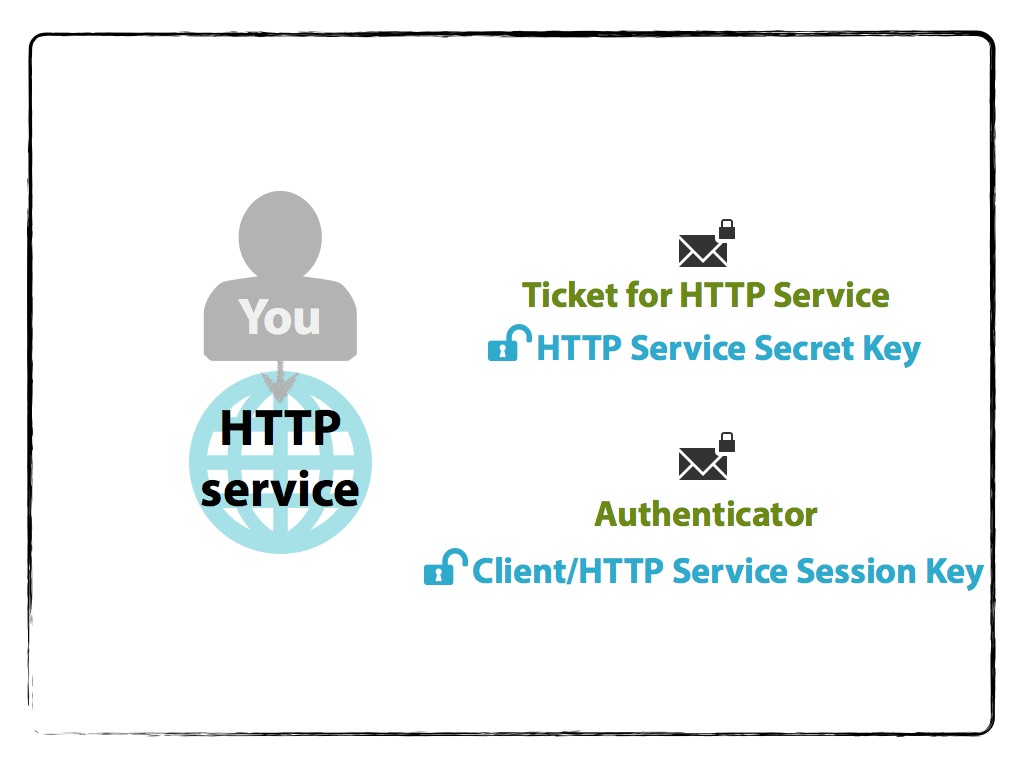 You
HTTP
service
Ticket for HTTP Service
HTTP Service Secret Key
Authenticator
Client/HTTP Service Session Key